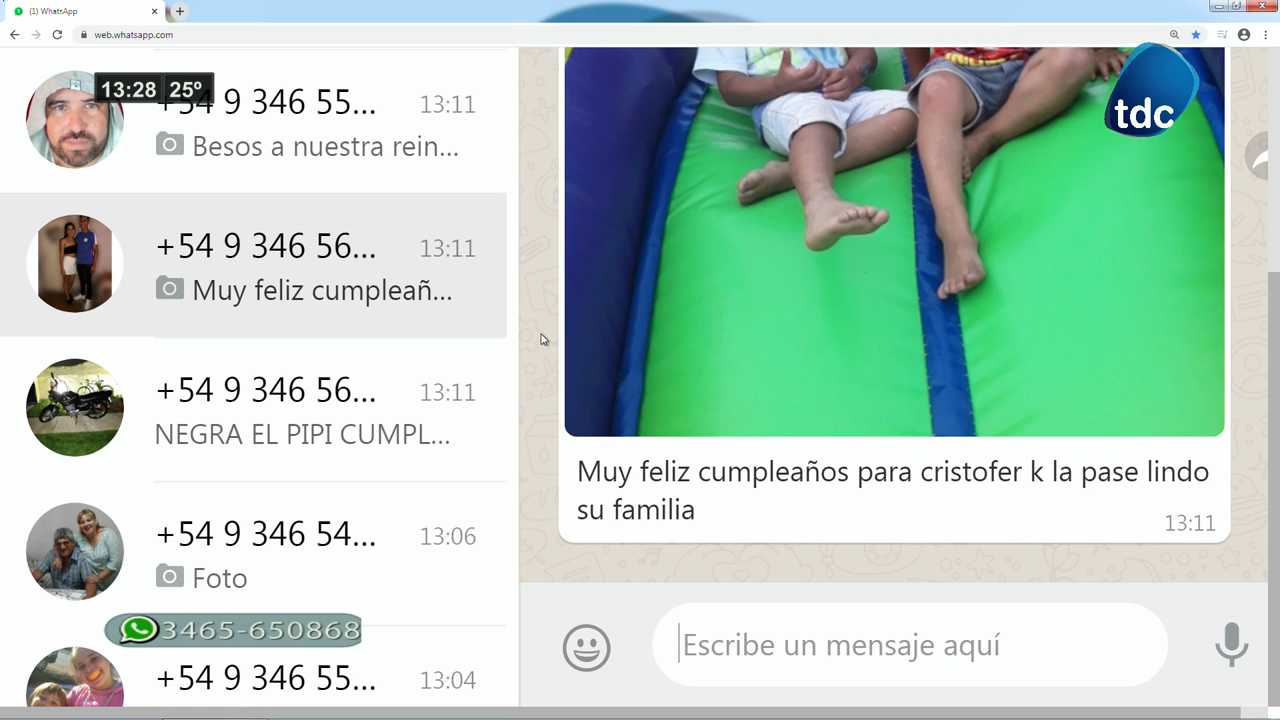 (1) WhatsApp
web.whatsapp.com
13:28 25º
+54 9 346 55... 13:11
Besos a nuestra rein...
+54 9 346 56... 13:11
Muy feliz cumpleañ...
+54 9 346 56... 13:11
NEGRA EL PIPI CUMPL...
+54 9 346 54... 13:06
Foto
3465-650868
+54 9 346 55... 13:04
tdc
Muy feliz cumpleaños para cristofer k la pase lindo
su familia
13:11
Escribe un mensaje aquí